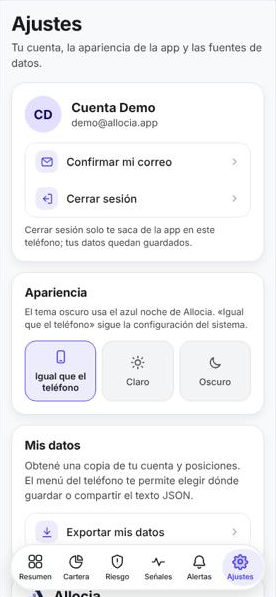 Ajustes
Tu cuenta, la apariencia de la app y las fuentes de
datos.
CD
Cuenta Demo
demo@allocia.app
Confirmar mi correo
Cerrar sesión
Cerrar sesión solo te saca de la app en este
teléfono; tus datos quedan guardados.
Apariencia
El tema oscuro usa el azul noche de Allocia. «Igual
que el teléfono» sigue la configuración del sistema.
Igual que el
teléfono
Claro
Oscuro
Mis datos
Obtené una copia de tu cuenta y posiciones.
El menú del teléfono te permite elegir dónde
guardar o compartir el texto JSON.
Exportar mis datos
Resumen
Cartera
Riesgo
Señales
Alertas
Ajustes
Allocia